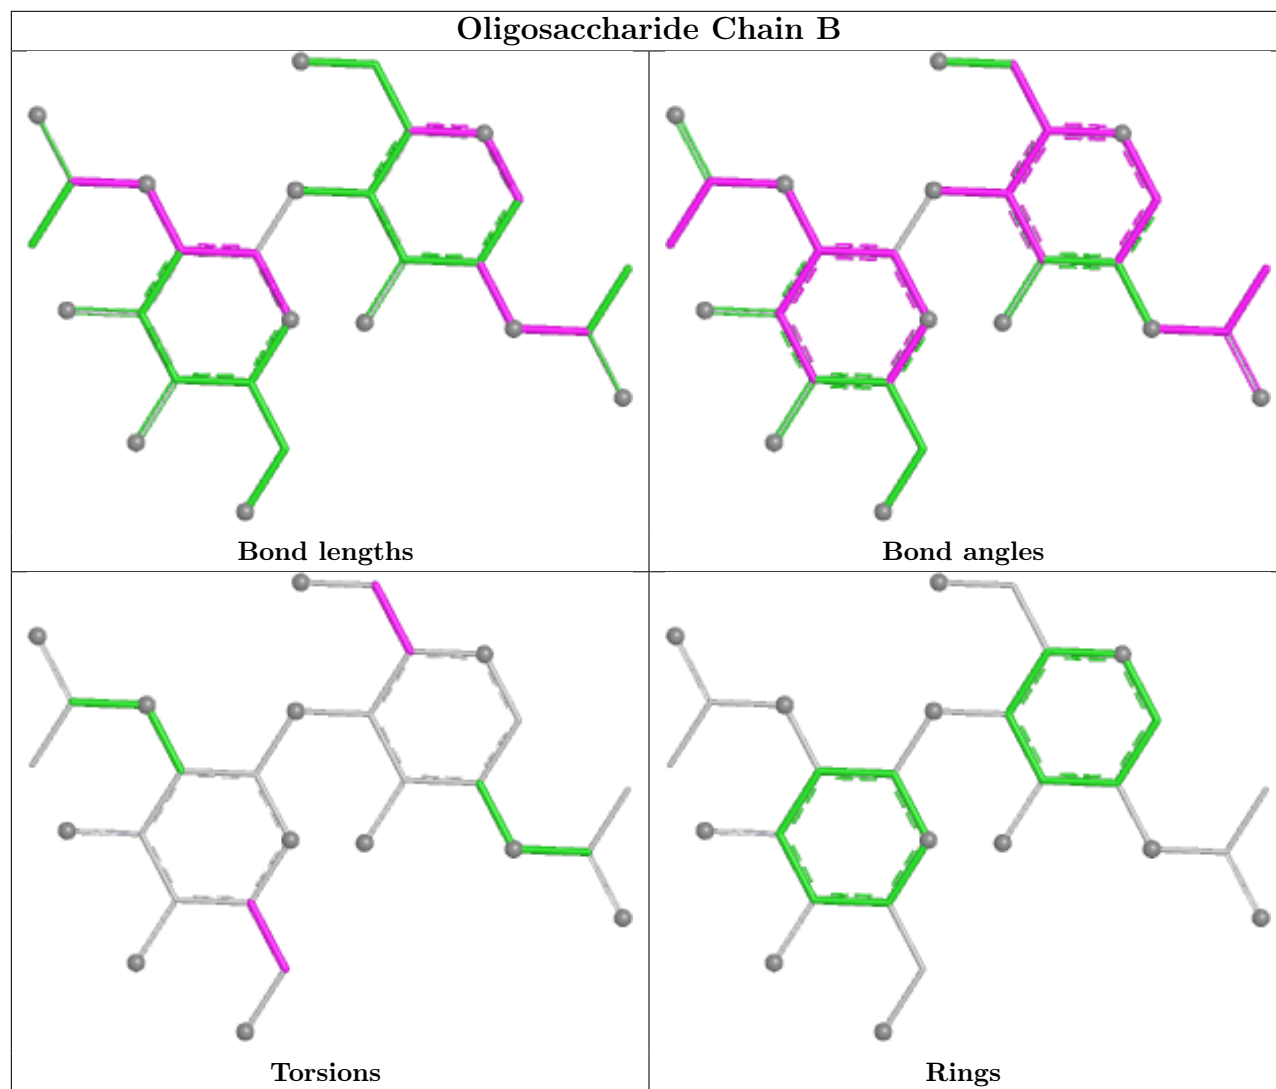 Oligosaccharide Chain B
Bond lengths
Bond angles
Torsions
Rings